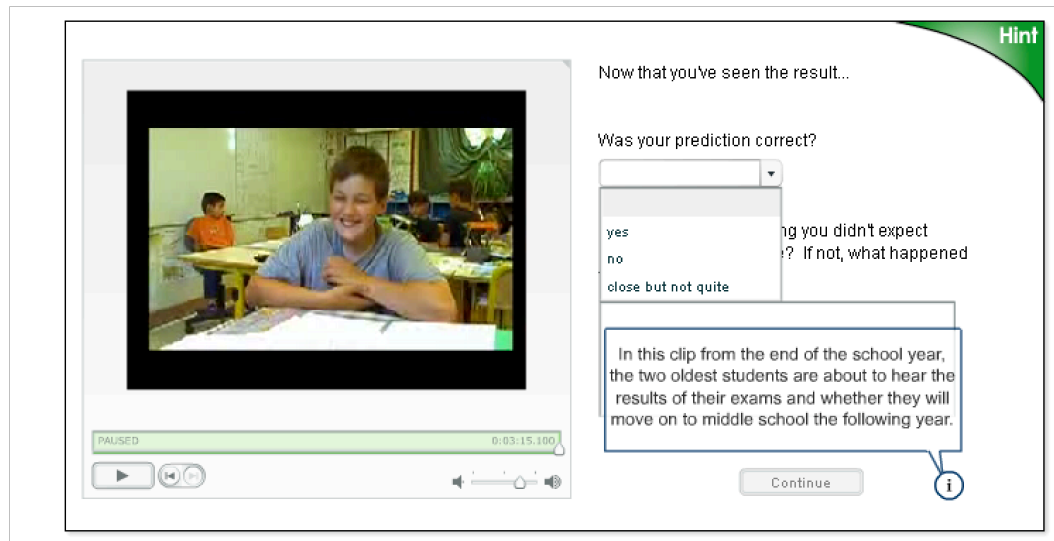 Hint
Now that you've seen the result...
Was your prediction correct?
yes
no
close but not quite
ng you didn't expect
? If not, what happened
In this clip from the end of the school year,
the two oldest students are about to hear the
results of their exams and whether they will
move on to middle school the following year.
PAUSED 0:03:15.100
Continue
i